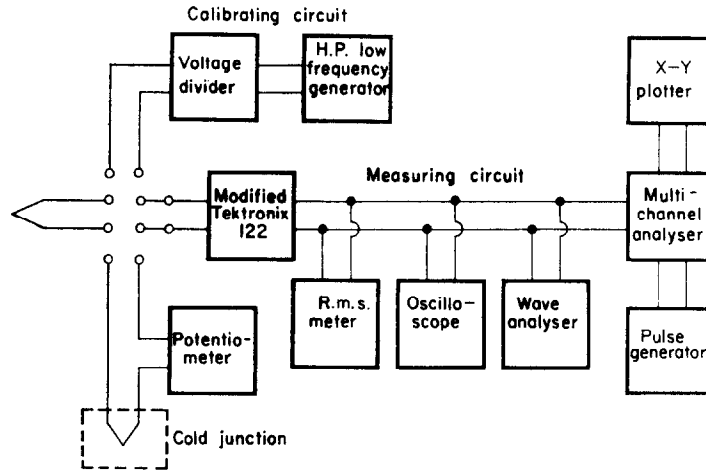 Calibrating circuit
Voltage
divider
H.P. low
frequency
generator
X-Y
plotter
Measuring circuit
Modified
Tektronix
122
Multi-
channel
analyser
R.m.s.
meter
Oscillo-
scope
Wave
analyser
Pulse
generator
Potentio-
meter
Cold junction